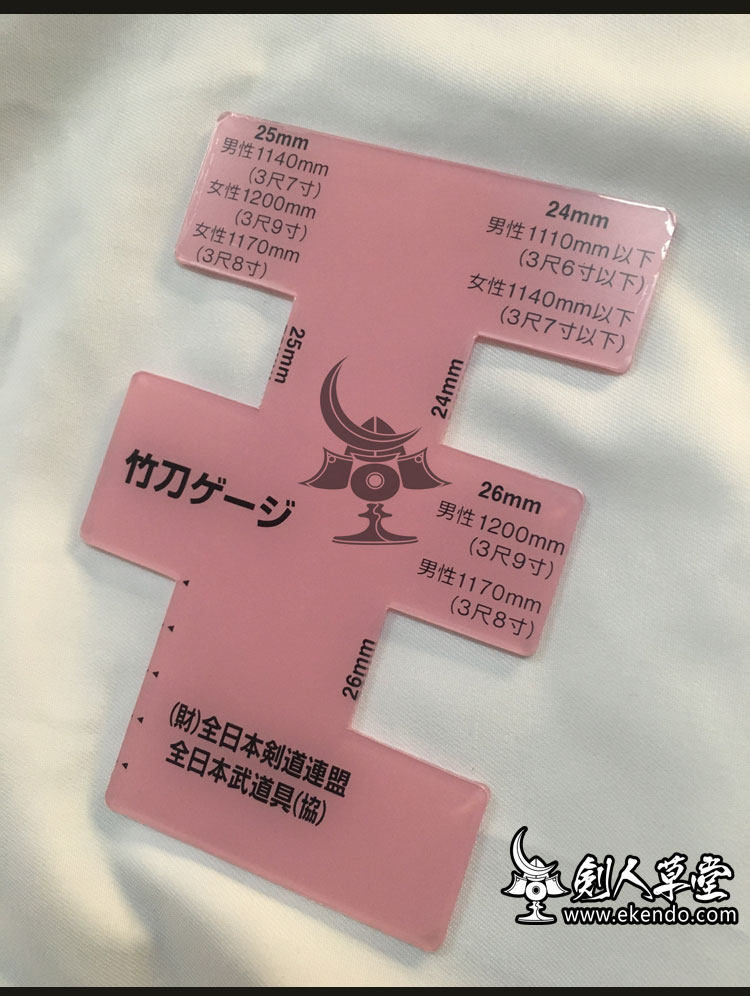 25mm
男性1140mm
(3尺7寸)
女性1200mm
(3尺9寸)
女性1170mm
(3尺8寸)
24mm
男性1110mm以下
(3尺6寸以下)
女性1140mm以下
(3尺7寸以下)
25mm
24mm
竹刀ゲージ
26mm
男性1200mm
(3尺9寸)
男性1170mm
(3尺8寸)
26mm
(財)全日本剣道連盟
全日本武道具(協)
劍人草堂
www.ekendo.com